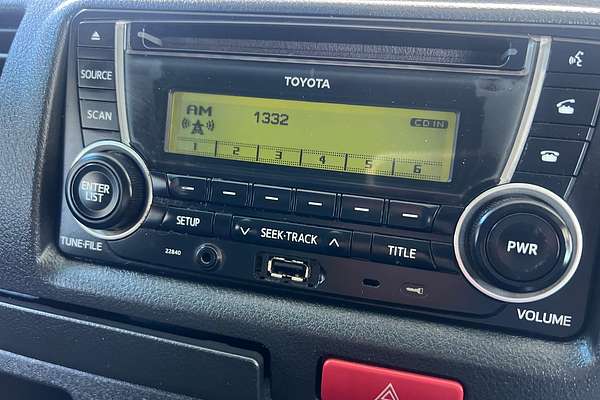 TOYOTA
SOURCE
SCAN
AM 1332 CD IN
1 2 3 4 5 6
ENTER
LIST
SETUP
SEEK·TRACK
TITLE
PWR
TUNE·FILE
22840
VOLUME